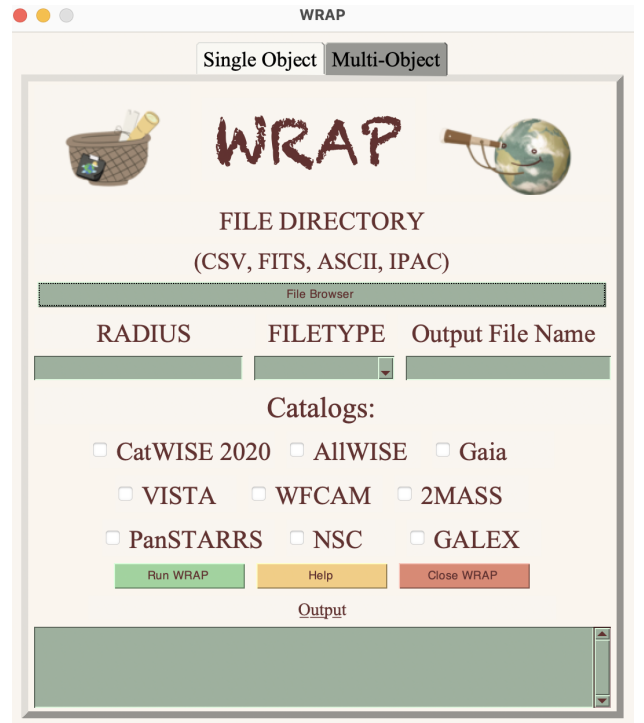 WRAP
Single Object Multi-Object
WRAP
FILE DIRECTORY
(CSV, FITS, ASCII, IPAC)
File Browser
RADIUS FILETYPE Output File Name
Catalogs:
CatWISE 2020 AllWISE Gaia
VISTA WFCAM 2MASS
PanSTARRS NSC GALEX
Run WRAP Help Close WRAP
Output